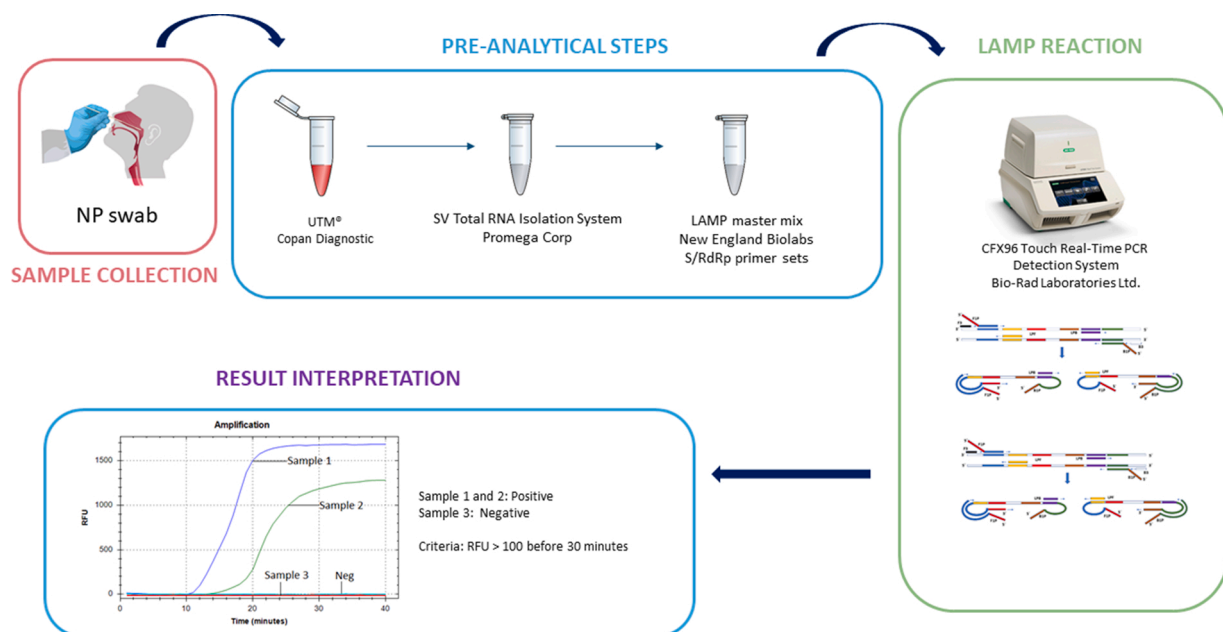 PRE-ANALYTICAL STEPS
LAMP REACTION
NP swab
SAMPLE COLLECTION
UTM®
Copan Diagnostic
SV Total RNA Isolation System
Promega Corp
LAMP master mix
New England Biolabs
S/RdRp primer sets
CFX96 Touch Real-Time PCR
Detection System
Bio-Rad Laboratories Ltd.
RESULT INTERPRETATION
Amplification
RFU
1500
1000
500
0
Sample 1
Sample 2
Sample 3
Neg
0
10
20
30
40
Time (minutes)
Sample 1 and 2: Positive
Sample 3: Negative
Criteria: RFU > 100 before 30 minutes